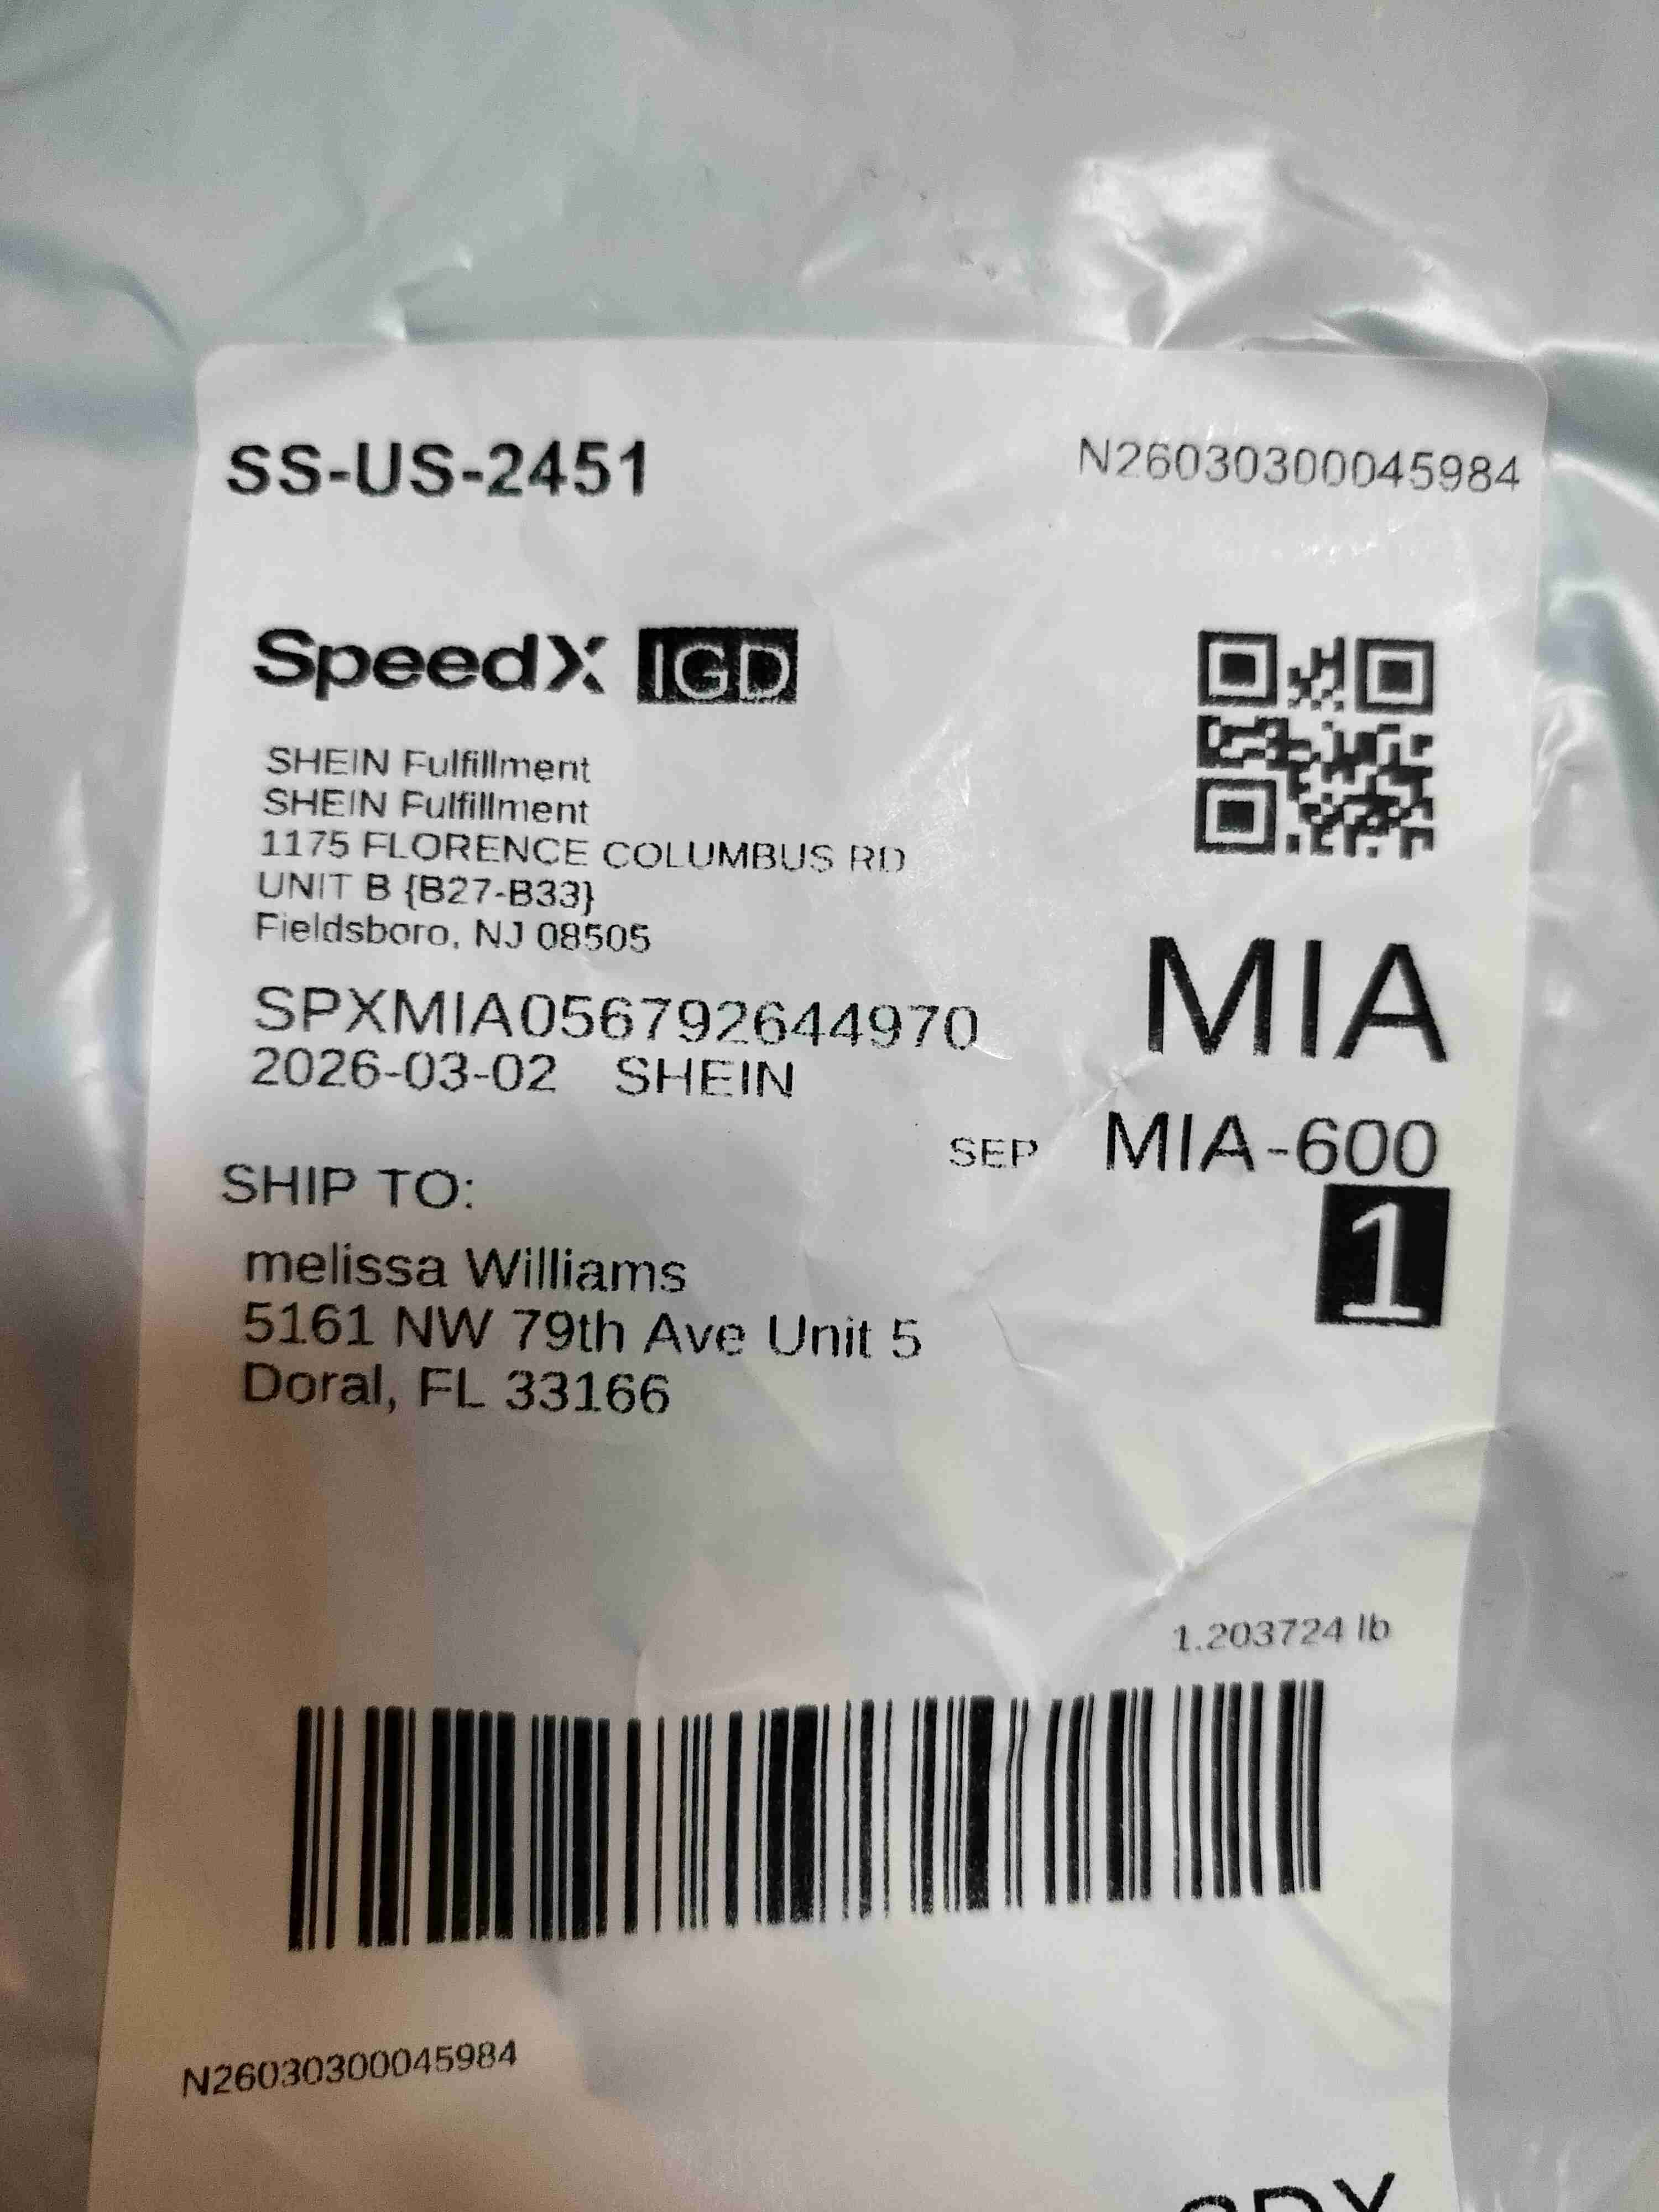 SS-US-2451
N26030300045984
SpeedX IGD
SHEIN Fulfillment
SHEIN Fulfillment
1175 FLORENCE COLUMBUS RD
UNIT B {B27-B33}
Fieldsboro, NJ 08505
SPXMIA056792644970
2026-03-02 SHEIN
MIA
SEP MIA-600
1
SHIP TO:
melissa Williams
5161 NW 79th Ave Unit 5
Doral, FL 33166
1.203724 lb
N26030300045984